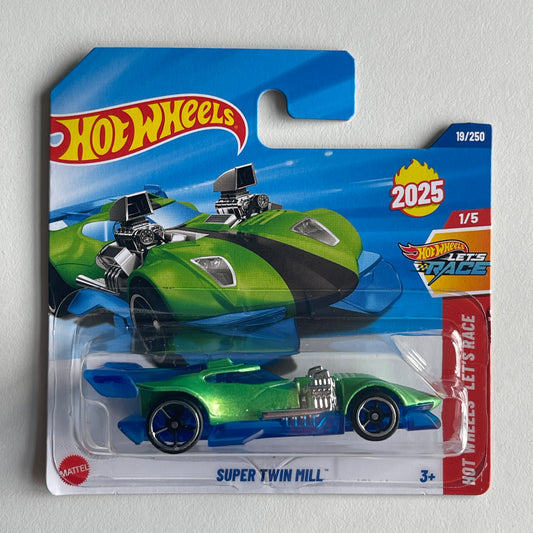 HOT WHEELS
19/250
2025
1/5
HOT WHEELS
LET'S
RACE
HOT WHEELS LET'S RACE
MATTEL
SUPER TWIN MILL™
3+